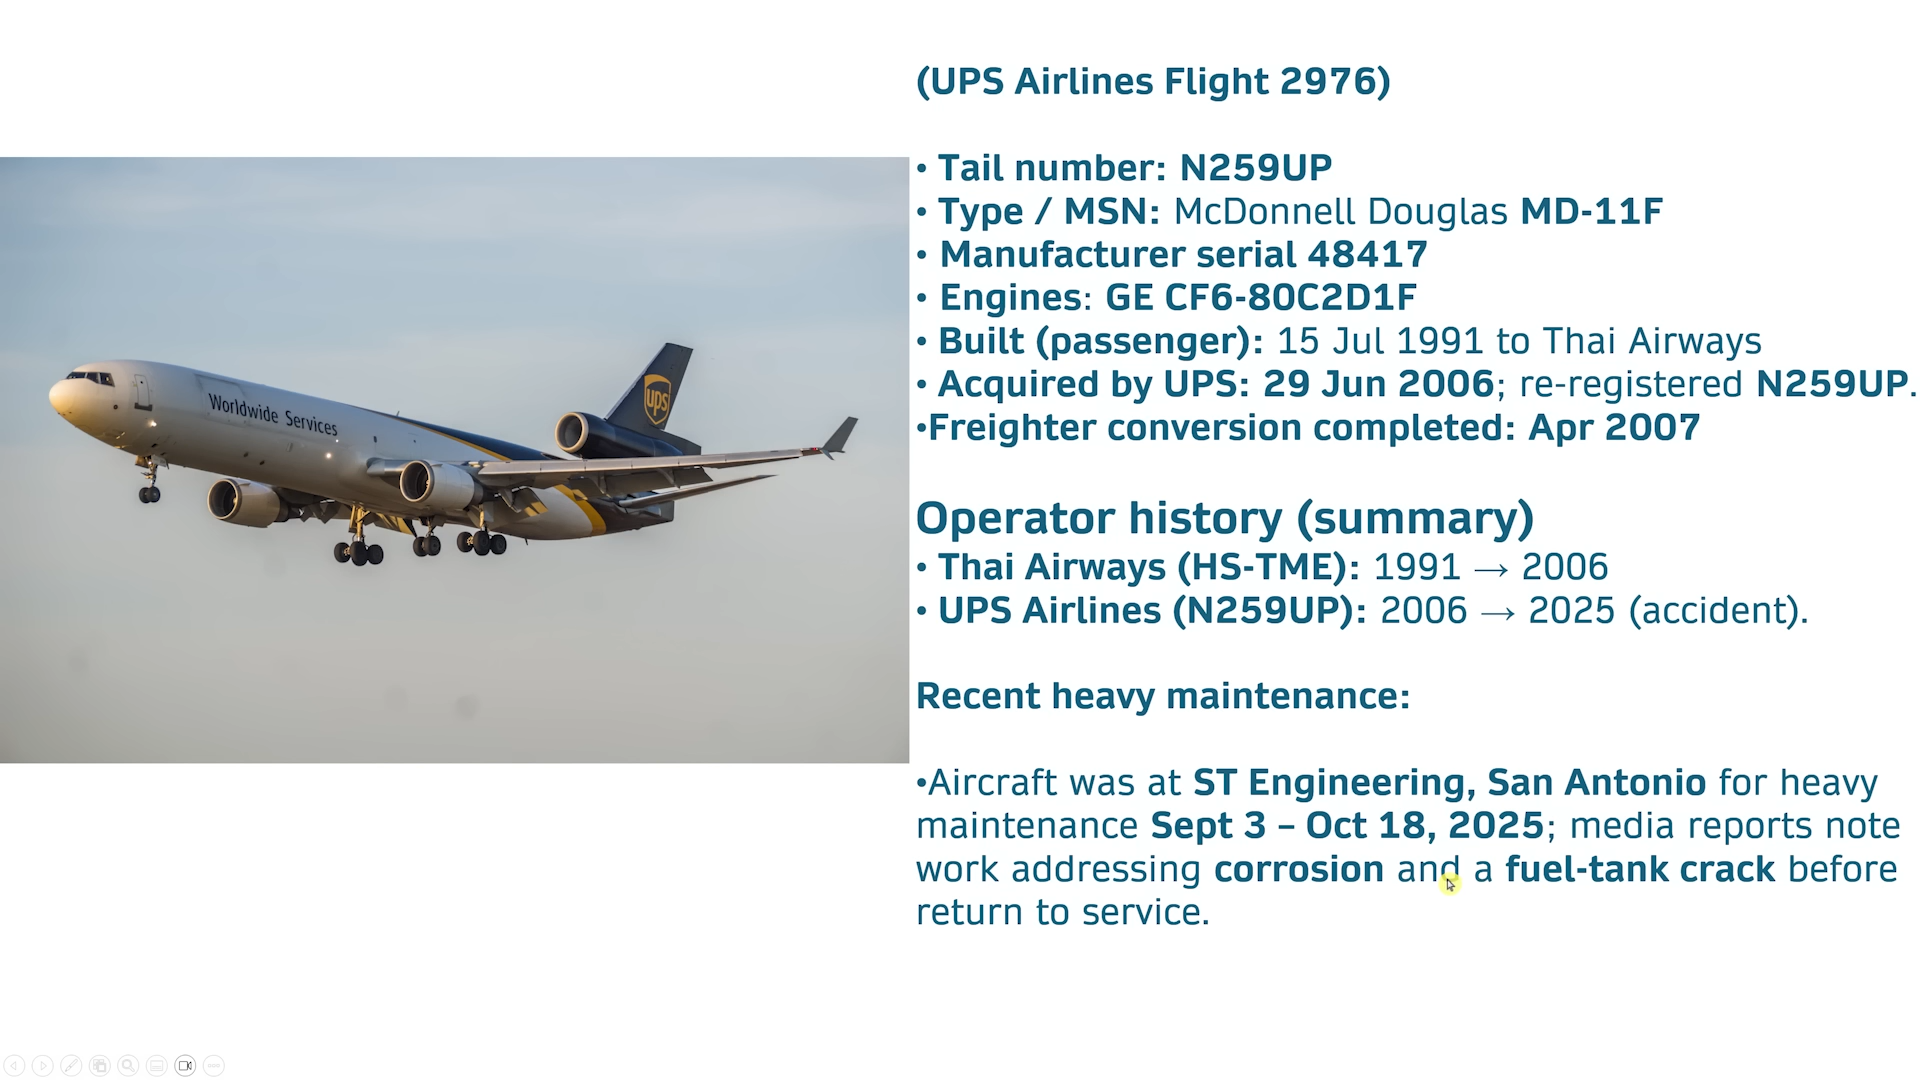 (UPS Airlines Flight 2976)
• Tail number: N259UP
• Type / MSN: McDonnell Douglas MD-11F
• Manufacturer serial 48417
• Engines: GE CF6-80C2D1F
• Built (passenger): 15 Jul 1991 to Thai Airways
• Acquired by UPS: 29 Jun 2006; re-registered N259UP.
•Freighter conversion completed: Apr 2007
Operator history (summary)
• Thai Airways (HS-TME): 1991 → 2006
• UPS Airlines (N259UP): 2006 → 2025 (accident).
Recent heavy maintenance:
•Aircraft was at ST Engineering, San Antonio for heavy
maintenance Sept 3 – Oct 18, 2025; media reports note
work addressing corrosion and a fuel-tank crack before
return to service.
Worldwide Services
ups